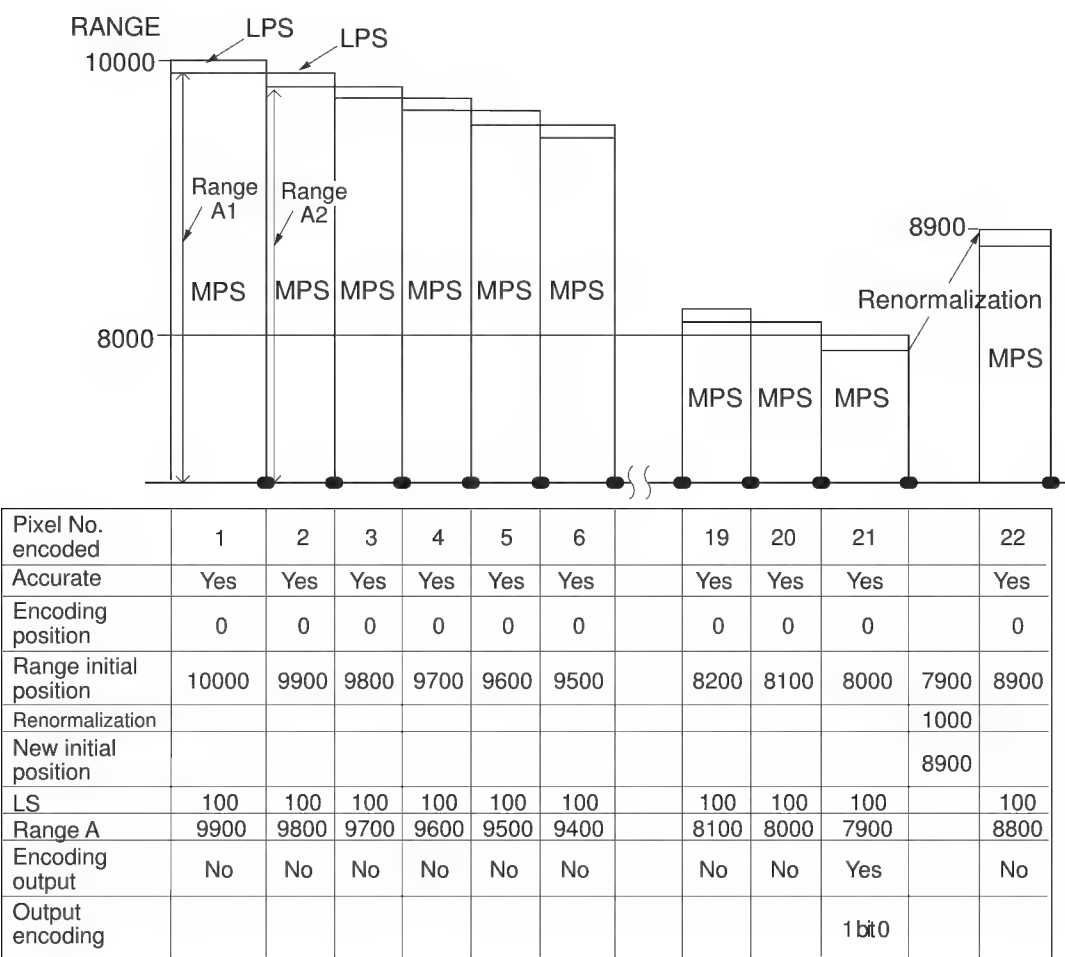 RANGE
LPS
LPS
10000
Range
A1
Range
A2
8900
MPS
MPS
MPS
MPS
MPS
MPS
Renormalization
8000
MPS
MPS
MPS
MPS
Pixel No. encoded 1 2 3 4 5 6 19 20 21 22
Accurate Yes Yes Yes Yes Yes Yes Yes Yes Yes Yes
Encoding position 0 0 0 0 0 0 0 0 0 0
Range initial position 10000 9900 9800 9700 9600 9500 8200 8100 8000 7900 8900
Renormalization 1000
New initial position 8900
LS 100 100 100 100 100 100 100 100 100 100
Range A 9900 9800 9700 9600 9500 9400 8100 8000 7900 8800
Encoding output No No No No No No No No Yes No
Output encoding 1 bit 0